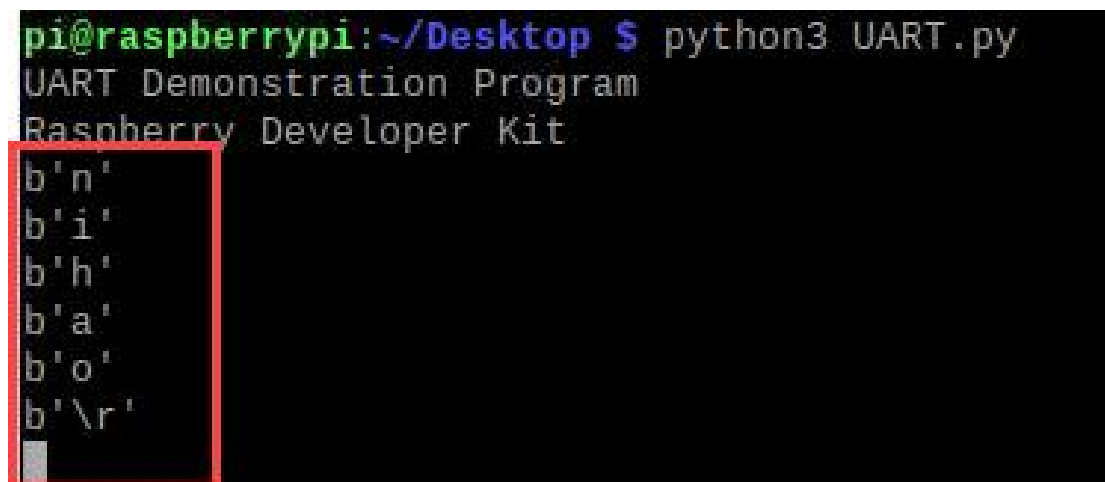 pi@raspberrypi:~/Desktop $ python3 UART.py
UART Demonstration Program
Raspberry Developer Kit
b'n'
b'i'
b'h'
b'a'
b'o'
b'\r'